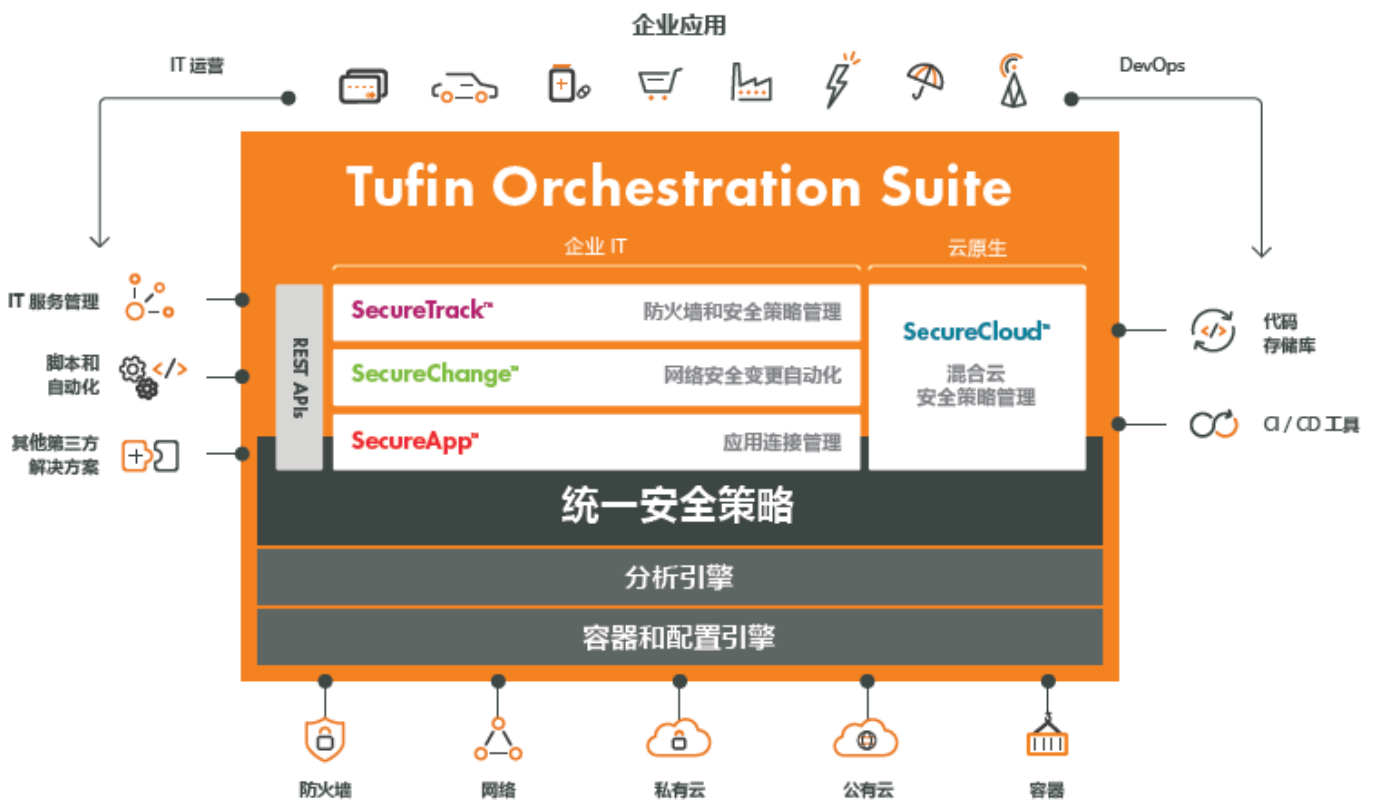 企业应用
IT 运营
DevOps
Tufin Orchestration Suite
企业 IT
云原生
IT 服务管理
脚本和
自动化
其他第三方
解决方案
REST APIs
SecureTrack™
防火墙和安全策略管理
SecureChange™
网络安全变更自动化
SecureApp™
应用连接管理
SecureCloud™
混合云
安全策略管理
代码
存储库
CI / CD 工具
统一安全策略
分析引擎
容器和配置引擎
防火墙
网络
私有云
公有云
容器